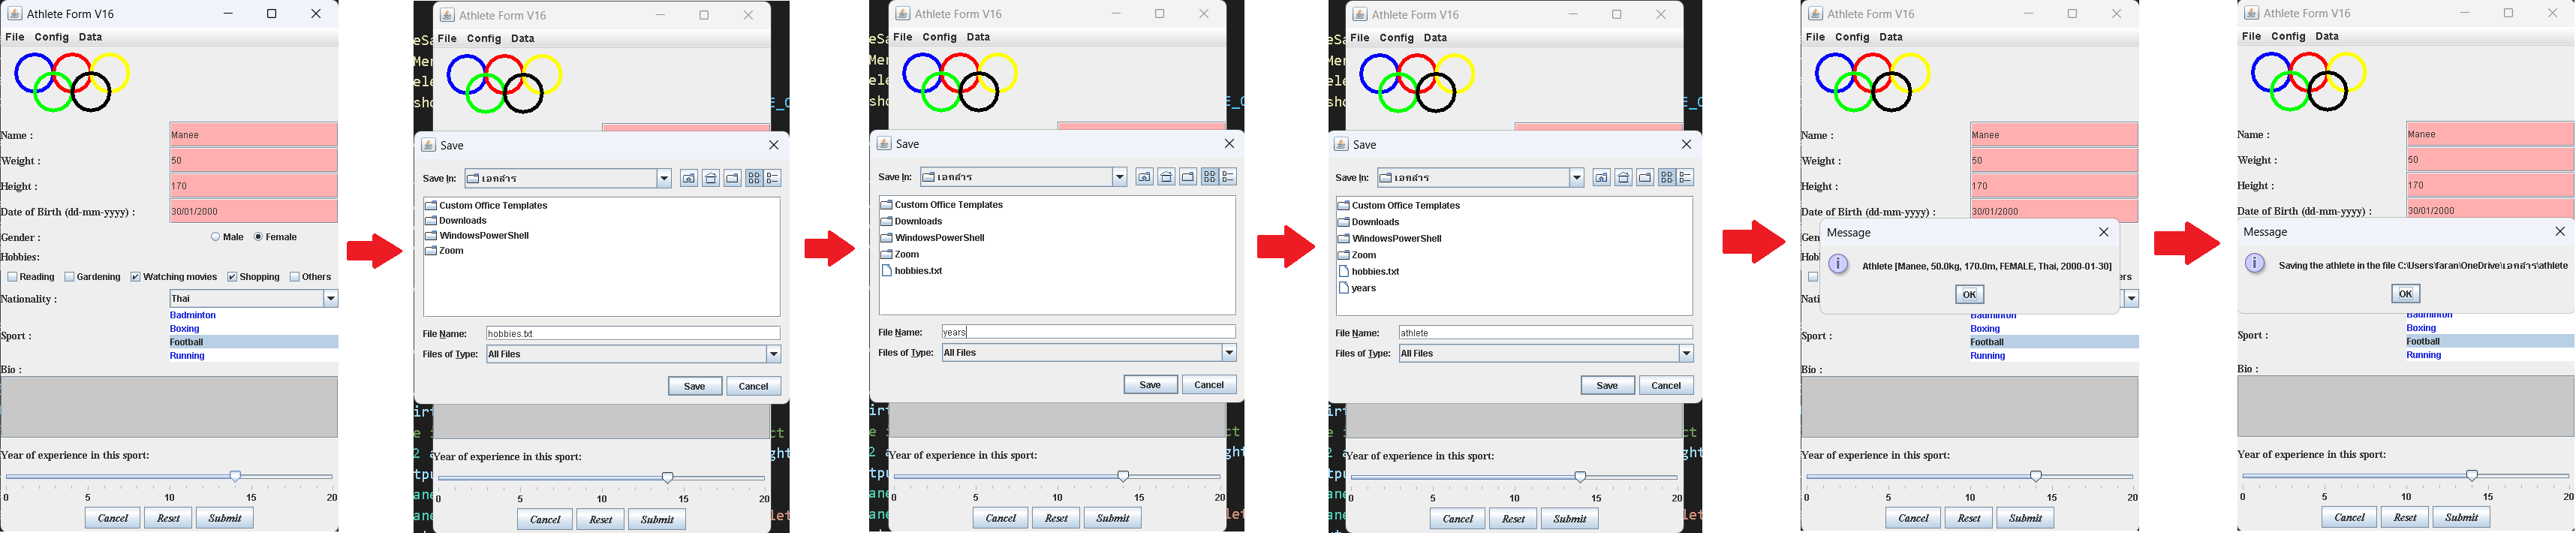 Athlete Form V16
File Config Data
Name : Manee
Weight : 50
Height : 170
Date of Birth (dd-mm-yyyy) : 30/01/2000
Gender : Male Female
Hobbies:
Reading Gardening Watching movies Shopping Others
Nationality : Thai
Badminton
Boxing
Sport : Football
Running
Bio :
Year of experience in this sport:
0 5 10 15 20
Cancel Reset Submit
Athlete Form V16
File Config Data
Save
Save In: เอกสาร
Custom Office Templates
Downloads
WindowsPowerShell
Zoom
File Name: hobbies.txt
Files of Type: All Files
Save Cancel
Year of experience in this sport:
0 5 10 15 20
Cancel Reset Submit
Athlete Form V16
File Config Data
Save
Save In: เอกสาร
Custom Office Templates
Downloads
WindowsPowerShell
Zoom
hobbies.txt
File Name: years
Files of Type: All Files
Save Cancel
Year of experience in this sport:
0 5 10 15 20
Cancel Reset Submit
Athlete Form V16
File Config Data
Save
Save In: เอกสาร
Custom Office Templates
Downloads
WindowsPowerShell
Zoom
hobbies.txt
years
File Name: athlete
Files of Type: All Files
Save Cancel
Year of experience in this sport:
0 5 10 15 20
Cancel Reset Submit
Athlete Form V16
File Config Data
Name : Manee
Weight : 50
Height : 170
Date of Birth (dd-mm-yyyy) : 30/01/2000
Message
Athlete [Manee, 50.0kg, 170.0m, FEMALE, Thai, 2000-01-30]
OK
Badminton
Boxing
Sport : Football
Running
Bio :
Year of experience in this sport:
0 5 10 15 20
Cancel Reset Submit
Athlete Form V16
File Config Data
Name : Manee
Weight : 50
Height : 170
Date of Birth (dd-mm-yyyy) : 30/01/2000
Message
Saving the athlete in the file C:\Users\faran\OneDrive\เอกสาร\athlete
OK
Badminton
Boxing
Sport : Football
Running
Bio :
Year of experience in this sport:
0 5 10 15 20
Cancel Reset Submit